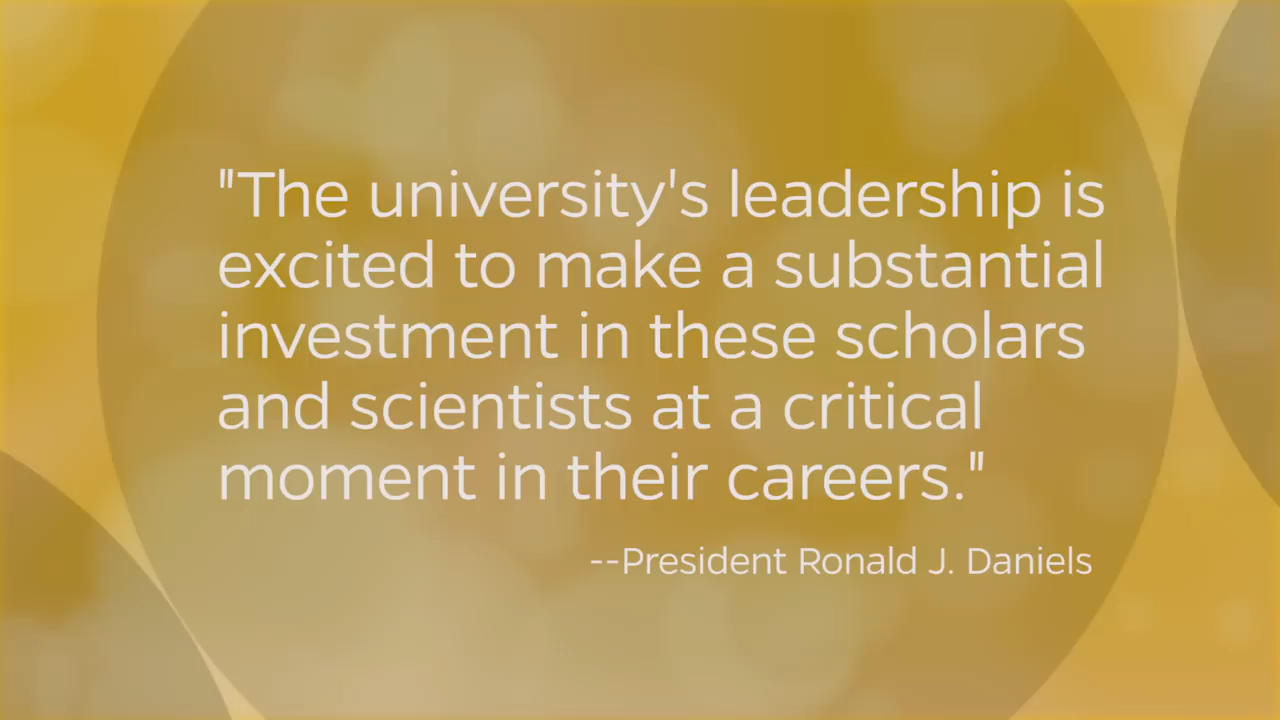 "The university's leadership is
excited to make a substantial
investment in these scholars
and scientists at a critical
moment in their careers."
--President Ronald J. Daniels